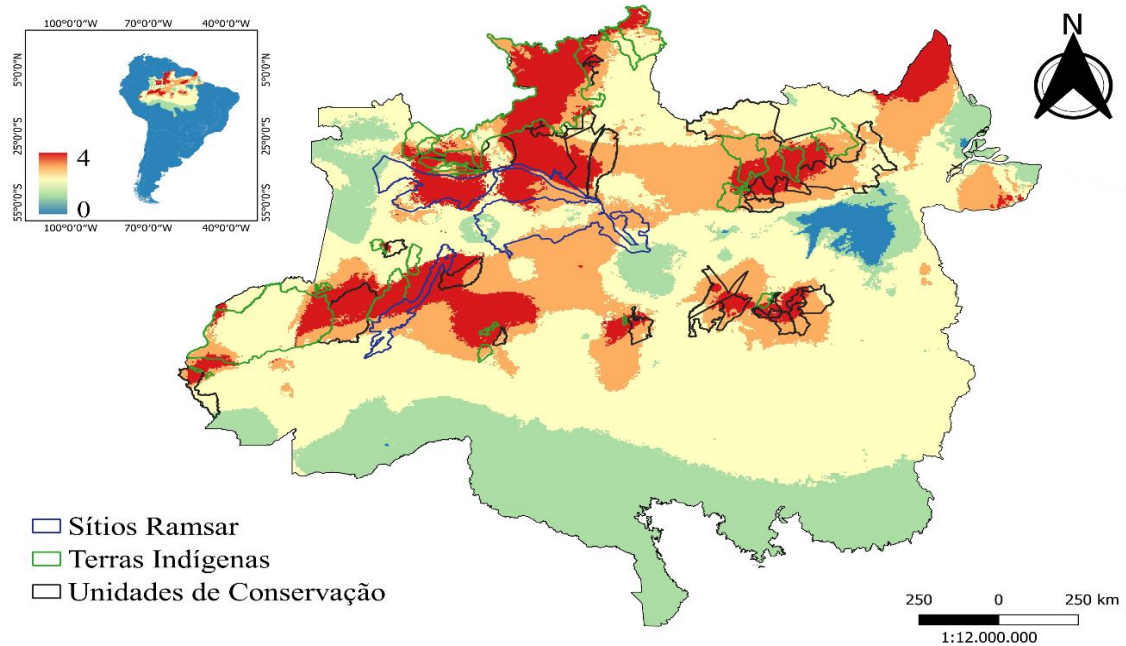 100°0'0"W 70°0'0"W 40°0'0"W
5°0'0"N
25°0'0"S
55°0'0"S
5°0'0"N
25°0'0"S
55°0'0"S
4
0
100°0'0"W 70°0'0"W 40°0'0"W
N
Sítios Ramsar
Terras Indígenas
Unidades de Conservação
250 0 250 km
1:12.000.000